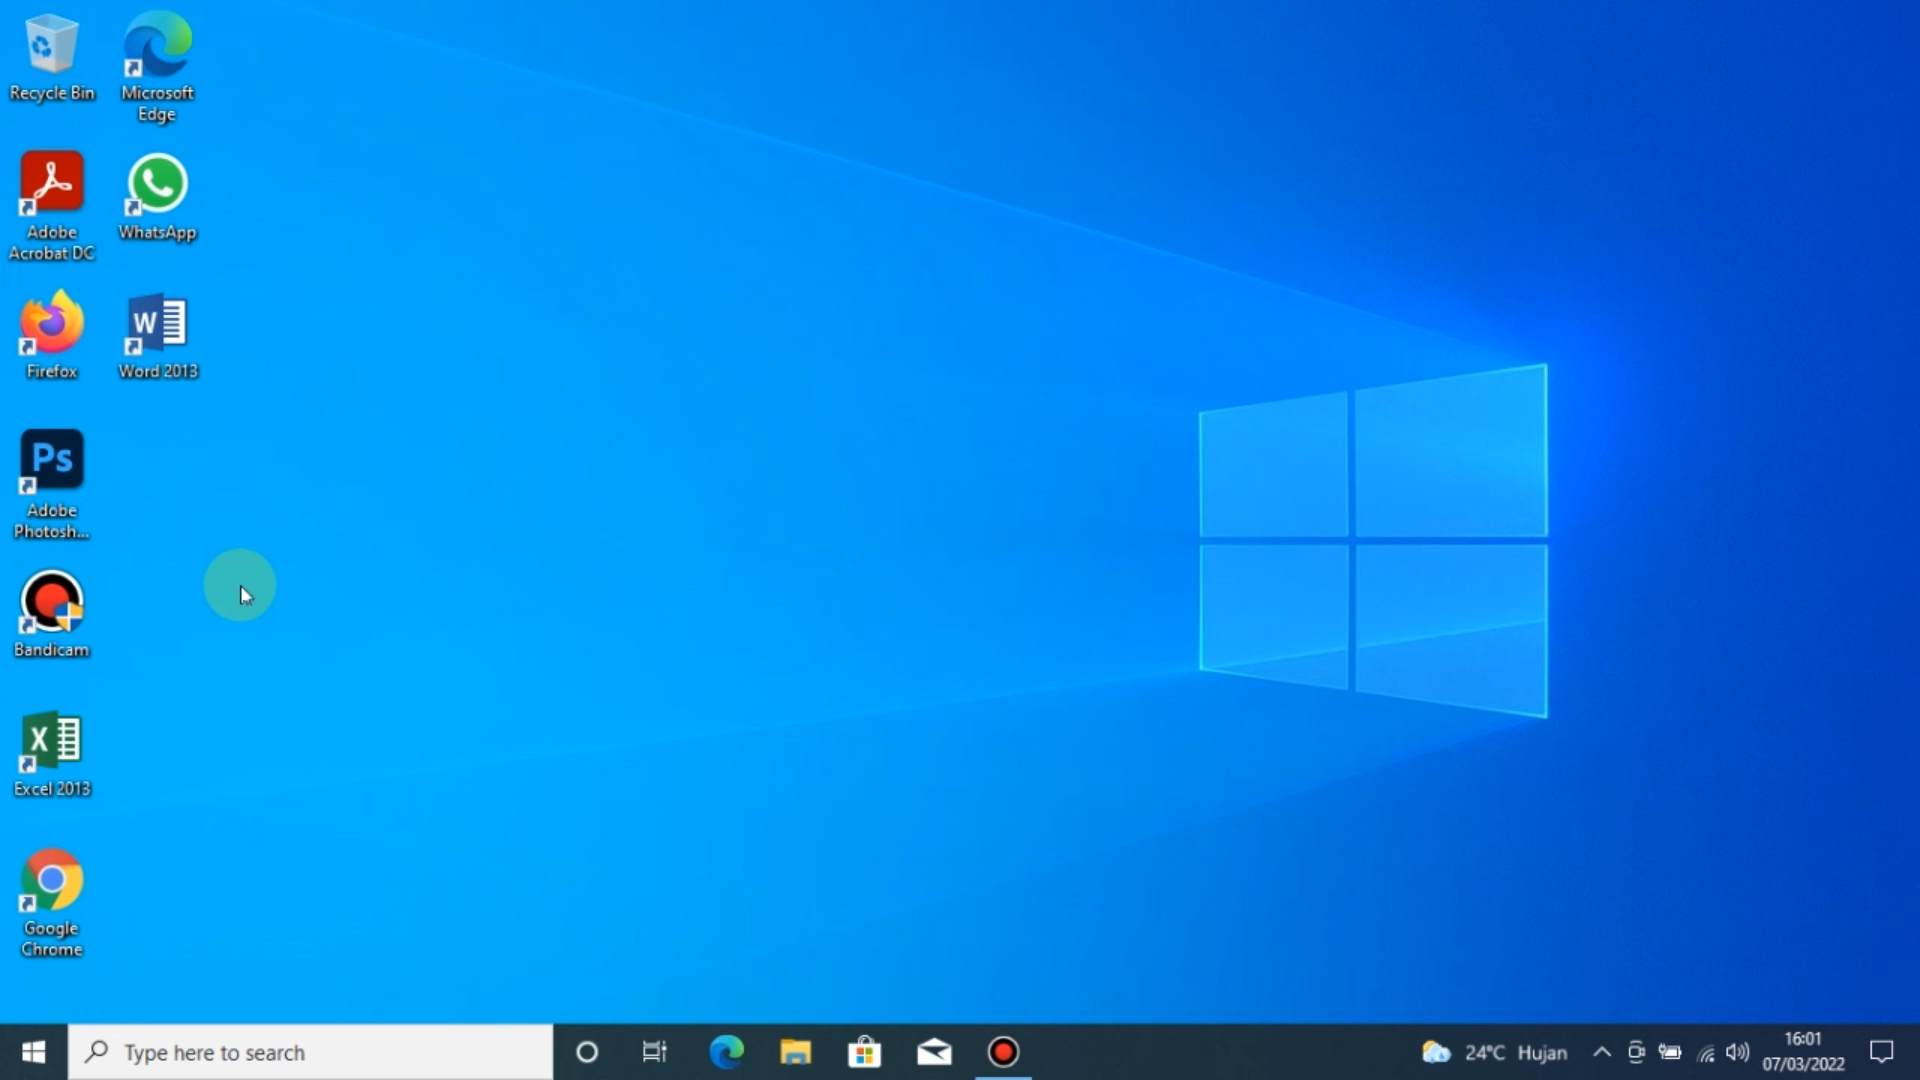 Recycle Bin
Microsoft
Edge
Adobe
Acrobat DC
WhatsApp
Firefox
W
Word 2013
Ps
Adobe
Photosh...
Bandicam
X
Excel 2013
Google
Chrome
Type here to search
24°C Hujan
16:01
07/03/2022